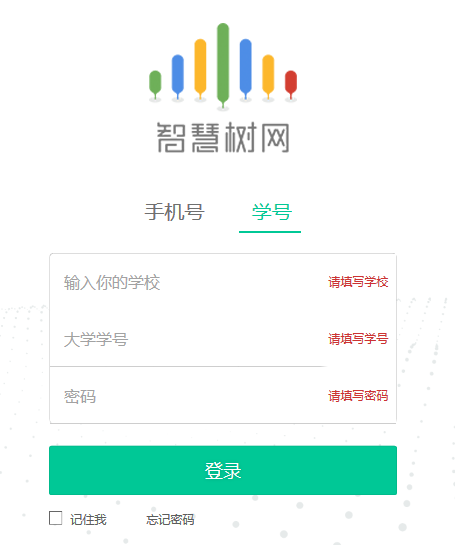 智慧树网
手机号 学号
输入你的学校 请填写学校
大学学号 请填写学号
密码 请填写密码
登录
记住我 忘记密码